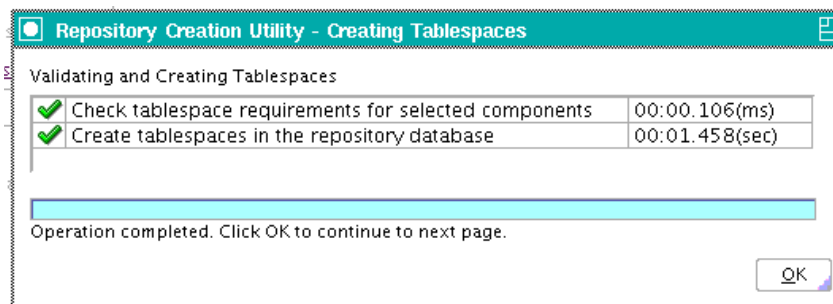 Repository Creation Utility - Creating Tablespaces
Validating and Creating Tablespaces
Check tablespace requirements for selected components 00:00.106(ms)
Create tablespaces in the repository database 00:01.458(sec)
Operation completed. Click OK to continue to next page.
OK